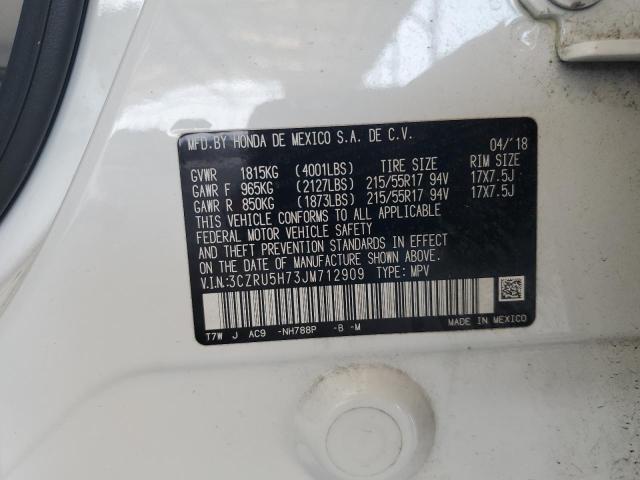 MFD.BY HONDA DE MEXICO S.A. DE C.V. 04/'18
GVWR 1815KG (4001LBS) TIRE SIZE RIM SIZE
GAWR F 965KG (2127LBS) 215/55R17 94V 17X7.5J
GAWR R 850KG (1873LBS) 215/55R17 94V 17X7.5J
THIS VEHICLE CONFORMS TO ALL APPLICABLE
FEDERAL MOTOR VEHICLE SAFETY
AND THEFT PREVENTION STANDARDS IN EFFECT
ON THE DATE OF MANUFACTURE SHOWN ABOVE.
V.I.N:3CZRU5H73JM712909 TYPE: MPV
T7W J AC9 -NH788P -B -M MADE IN MEXICO